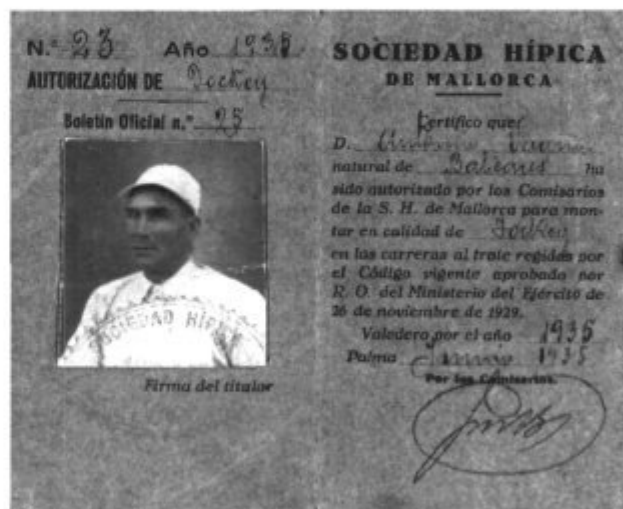 N.º 23 Año 1935
AUTORIZACIÓN DE Jockey
Boletín Oficial n.º 25
SOCIEDAD HÍPICA
Firma del titular
SOCIEDAD HÍPICA
DE MALLORCA
Certifico que
D. Antonio
natural de Baleares ha
sido autorizado por los Comisarios
de la S. H. de Mallorca para mon-
tar en calidad de Jockey
en las carreras al trote regidas por
el Código vigente aprobado por
R. O. del Ministerio del Ejército de
26 de noviembre de 1929.
Valedero por el año 1935
Palma 1935
Por los Comisarios.